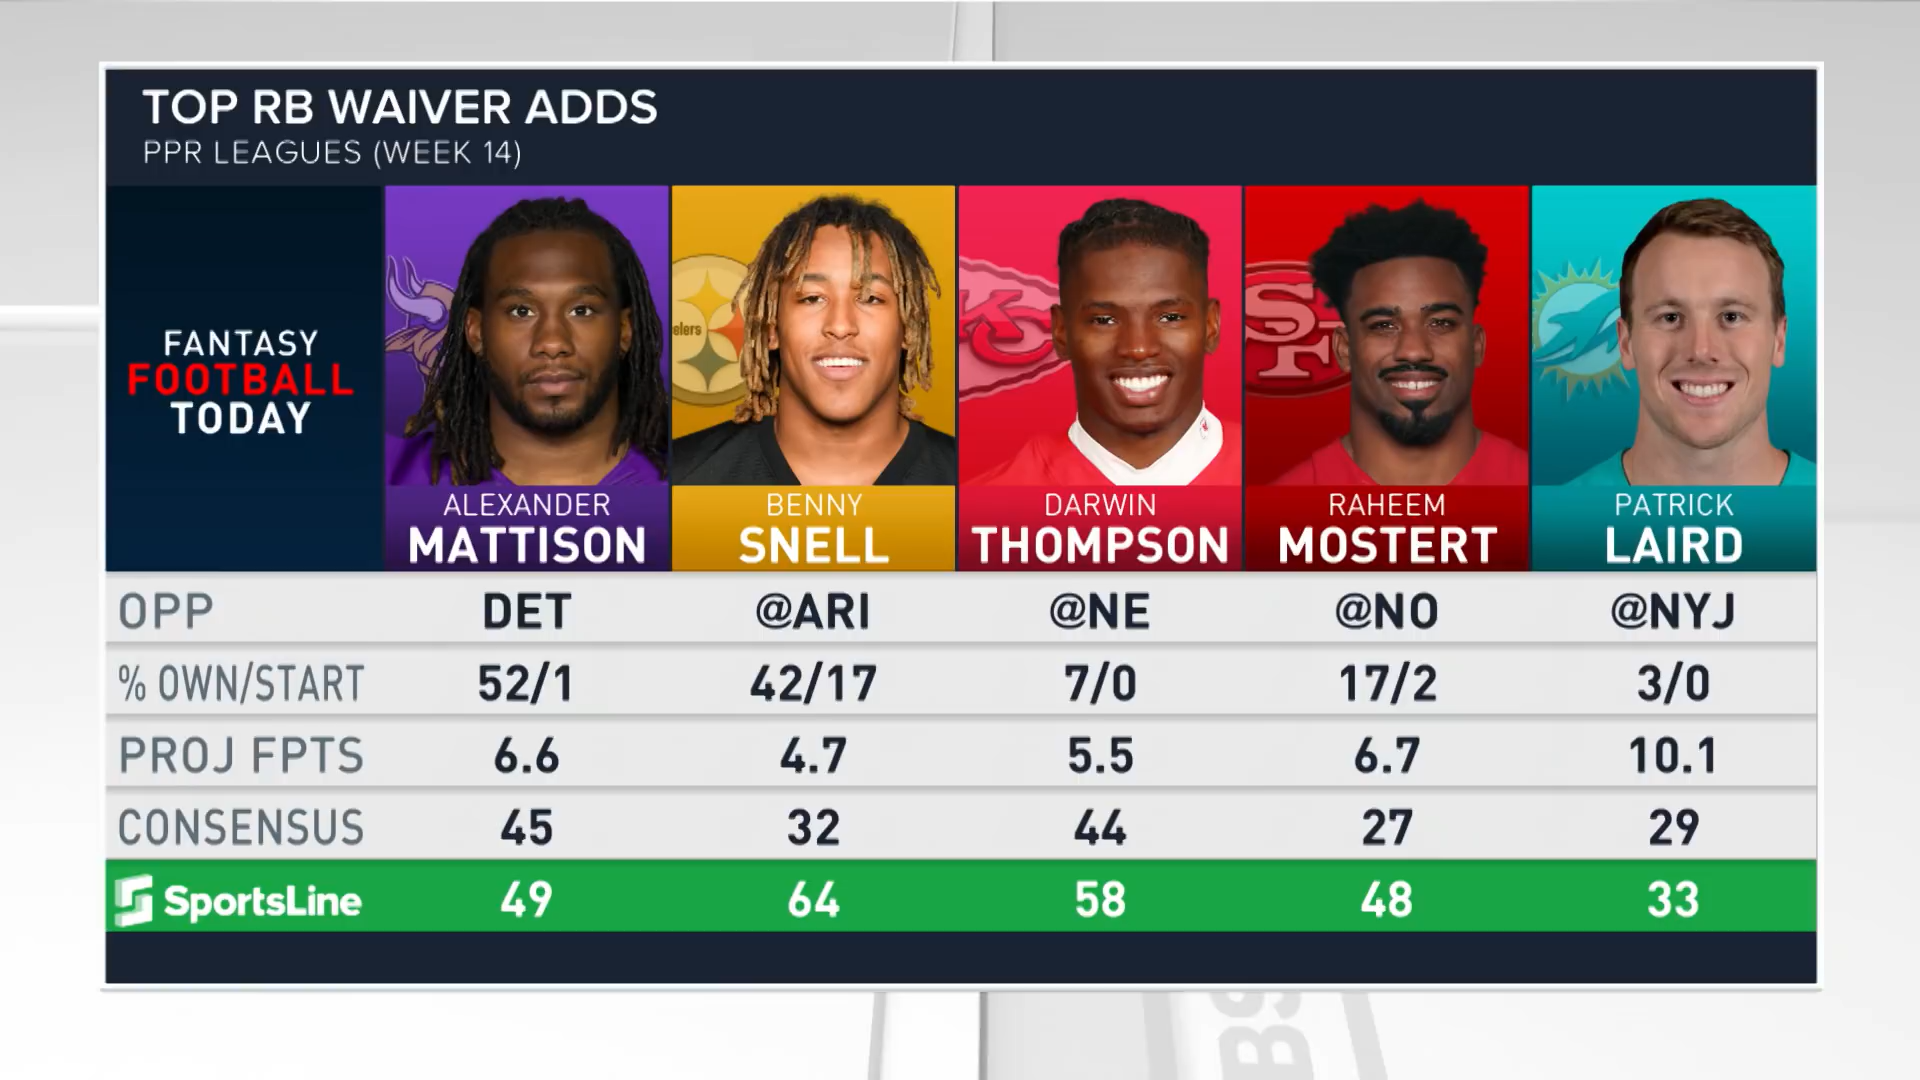 TOP RB WAIVER ADDS
PPR LEAGUES (WEEK 14)
FANTASY
FOOTBALL
TODAY
elers
KC
SF
ALEXANDER
MATTISON
BENNY
SNELL
DARWIN
THOMPSON
RAHEEM
MOSTERT
PATRICK
LAIRD
OPP DET @ARI @NE @NO @NYJ
% OWN/START 52/1 42/17 7/0 17/2 3/0
PROJ FPTS 6.6 4.7 5.5 6.7 10.1
CONSENSUS 45 32 44 27 29
SportsLine 49 64 58 48 33